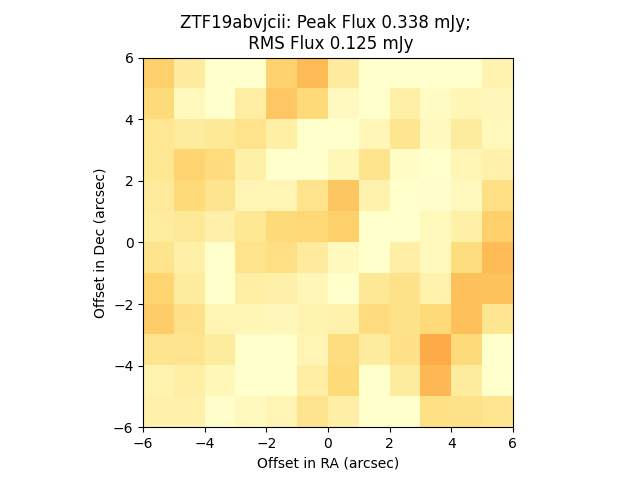 ZTF19abvjcii: Peak Flux 0.338 mJy;
RMS Flux 0.125 mJy
6
4
2
0
−2
−4
−6
Offset in Dec (arcsec)
−6 −4 −2 0 2 4 6
Offset in RA (arcsec)